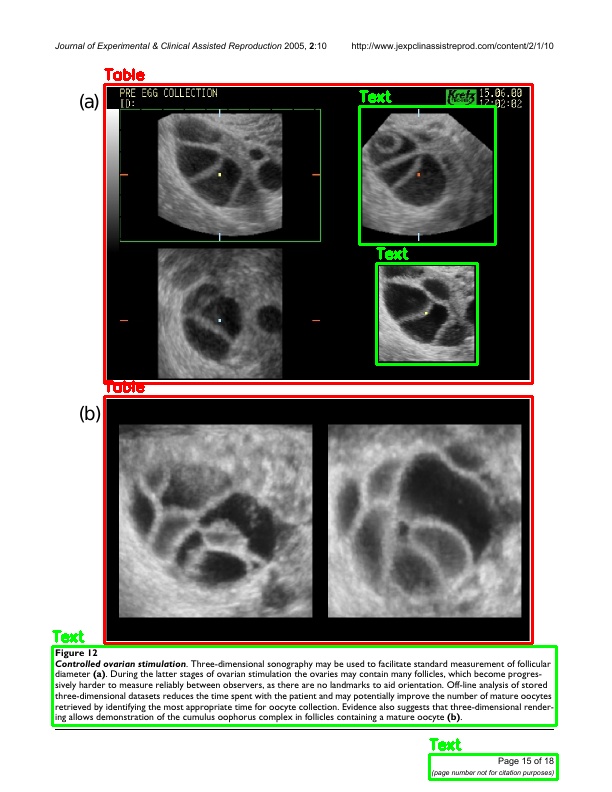 Journal of Experimental & Clinical Assisted Reproduction 2005, 2:10 http://www.jexpclinassistreprod.com/content/2/1/10
Table
(a)
PRE EGG COLLECTION
ID:
Text
Kretz
15.06.00
12:02:02
Text
Table
(b)
Text
Figure 12
Controlled ovarian stimulation. Three-dimensional sonography may be used to facilitate standard measurement of follicular
diameter (a). During the latter stages of ovarian stimulation the ovaries may contain many follicles, which become progres-
sively harder to measure reliably between observers, as there are no landmarks to aid orientation. Off-line analysis of stored
three-dimensional datasets reduces the time spent with the patient and may potentially improve the number of mature oocytes
retrieved by identifying the most appropriate time for oocyte collection. Evidence also suggests that three-dimensional render-
ing allows demonstration of the cumulus oophorus complex in follicles containing a mature oocyte (b).
Text
Page 15 of 18
(page number not for citation purposes)